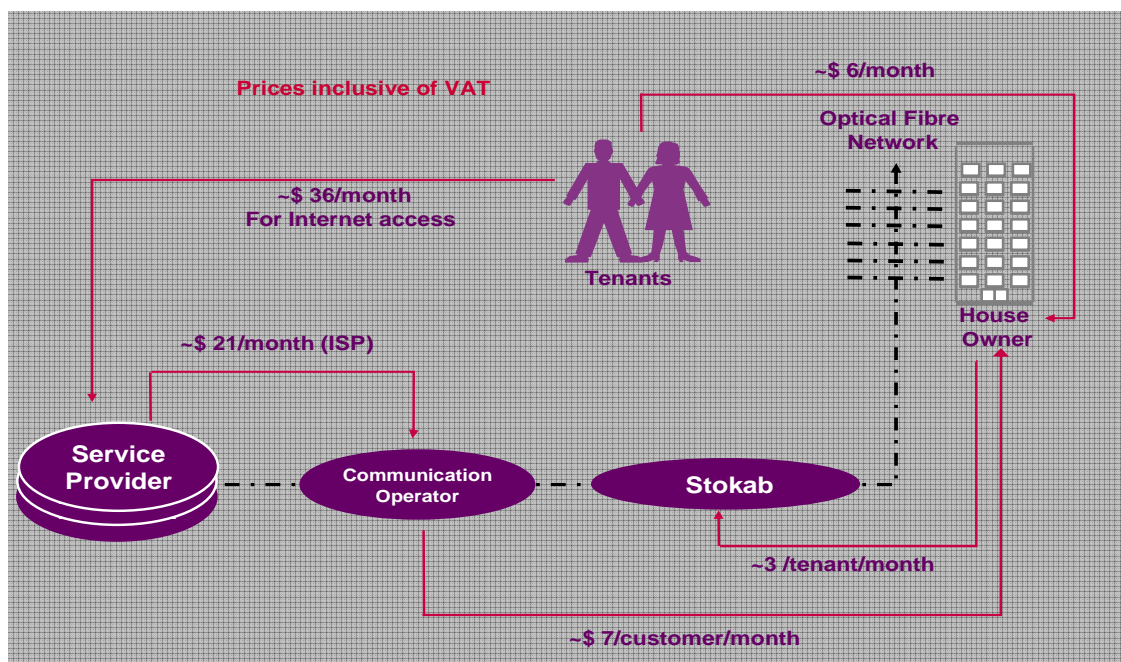 ~$ 6/month
Prices inclusive of VAT
Optical Fibre
Network
~$ 36/month
For Internet access
Tenants
House
Owner
~$ 21/month (ISP)
Service
Provider
Communication
Operator
Stokab
~3 /tenant/month
~$ 7/customer/month